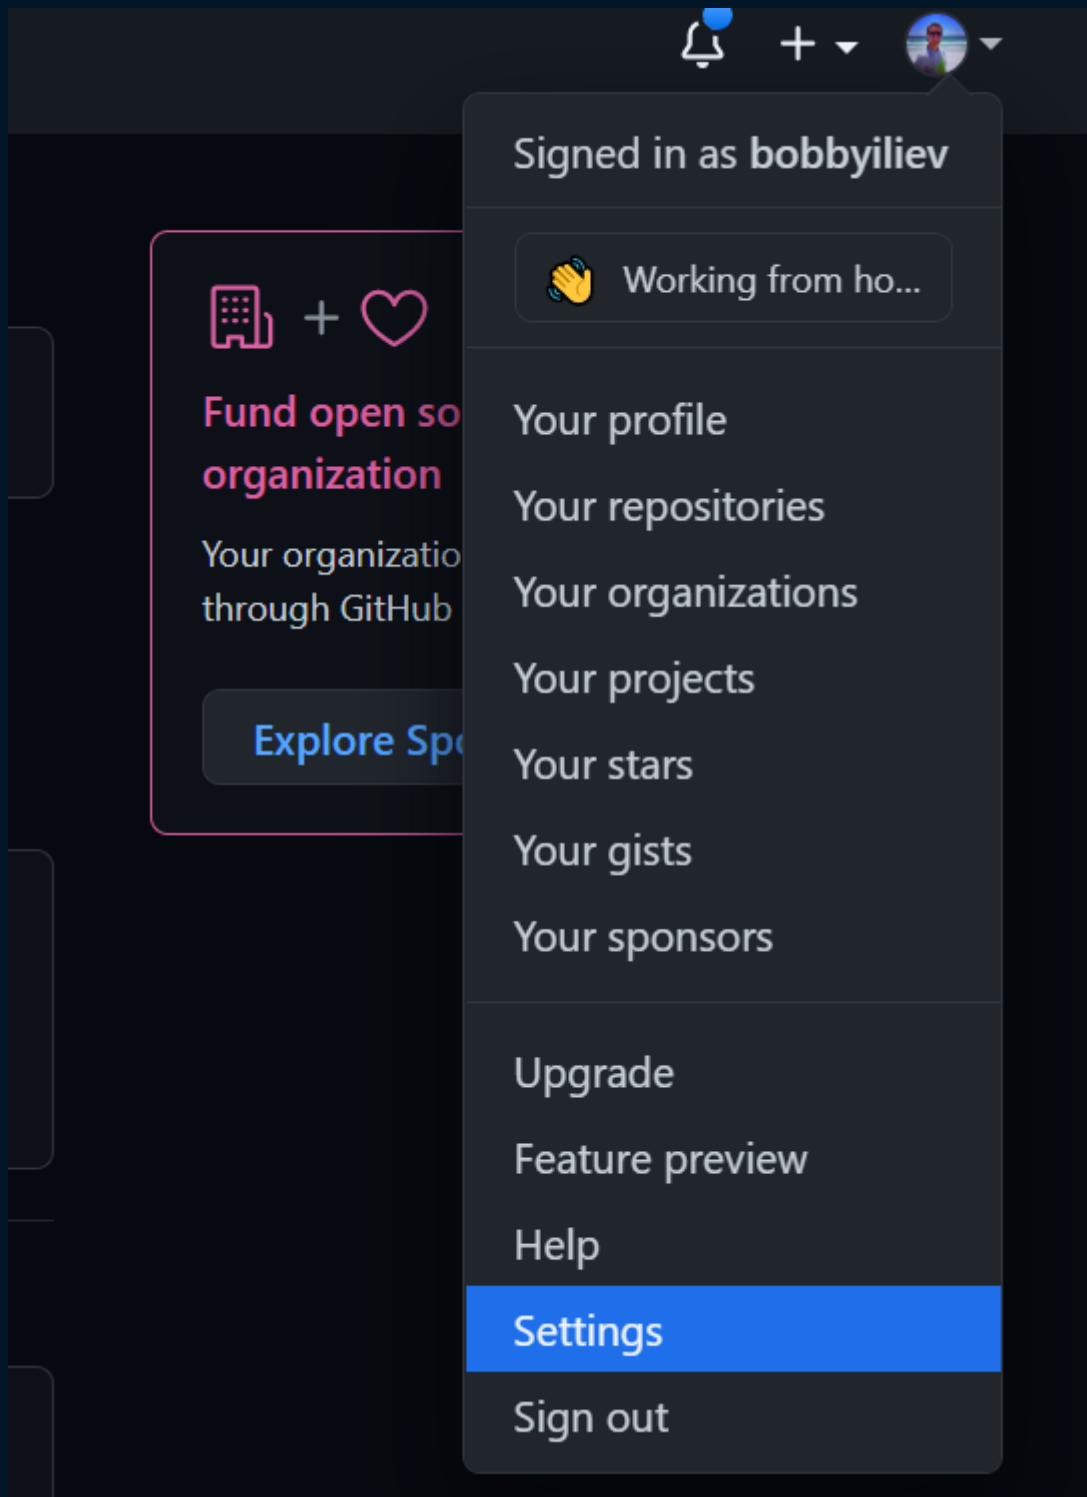 Signed in as bobbyiliev
👋 Working from ho...
Fund open so
organization
Your organizatio
through GitHub
Explore Spo
Your profile
Your repositories
Your organizations
Your projects
Your stars
Your gists
Your sponsors
Upgrade
Feature preview
Help
Settings
Sign out